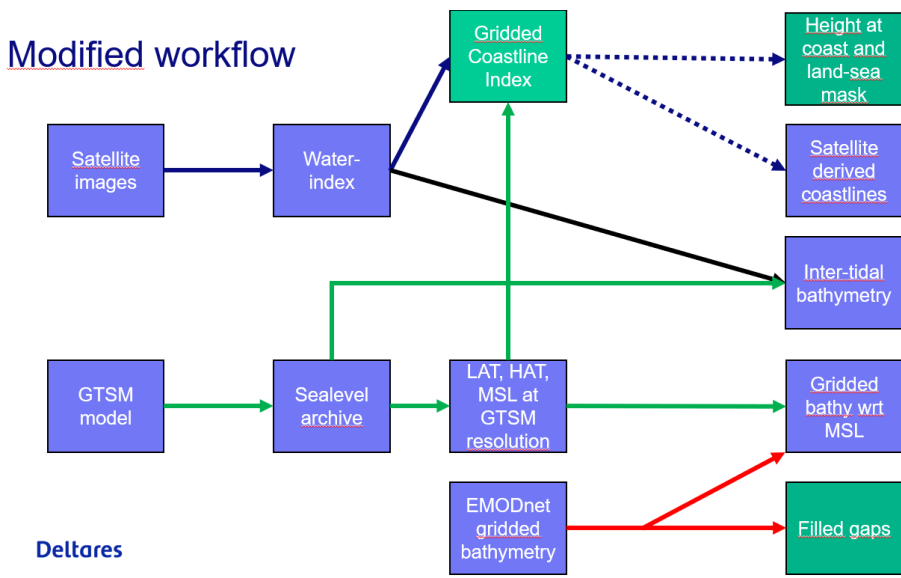 Modified workflow
Gridded
Coastline
Index
Height at
coast and
land-sea
mask
Satellite
images
Water-
index
Satellite
derived
coastlines
Inter-tidal
bathymetry
GTSM
model
Sealevel
archive
LAT, HAT,
MSL at
GTSM
resolution
Gridded
bathy wrt
MSL
EMODnet
gridded
bathymetry
Filled gaps
Deltares